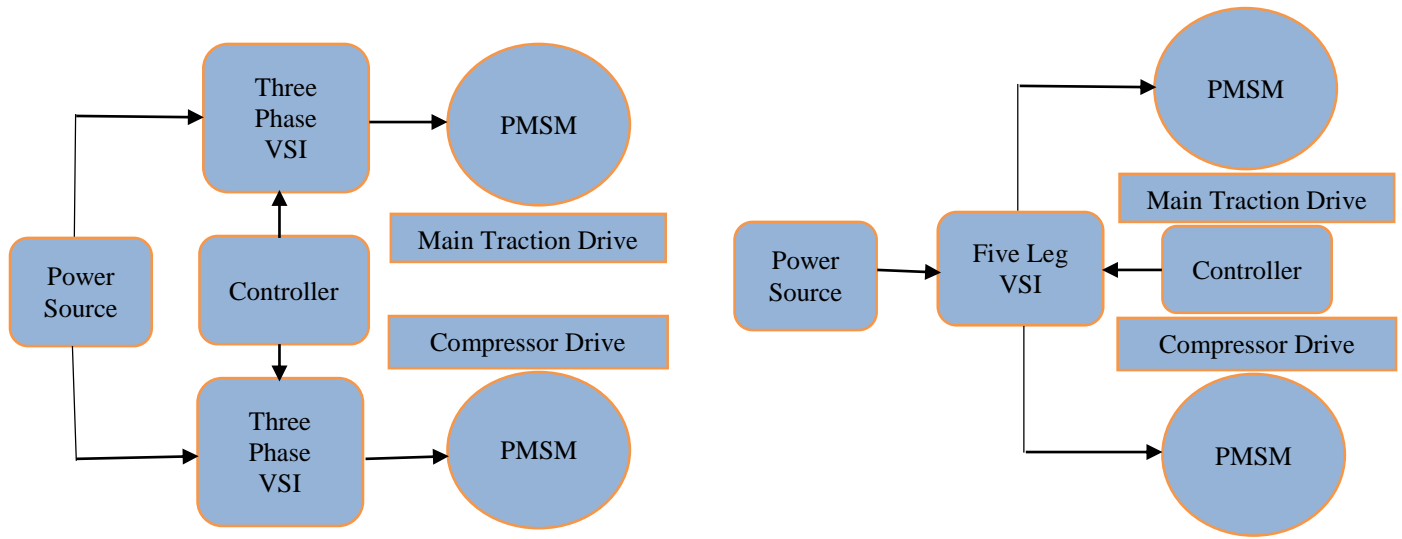 Three
Phase
VSI
PMSM
Main Traction Drive
Power
Source
Controller
Compressor Drive
Three
Phase
VSI
PMSM
PMSM
Main Traction Drive
Power
Source
Five Leg
VSI
Controller
Compressor Drive
PMSM